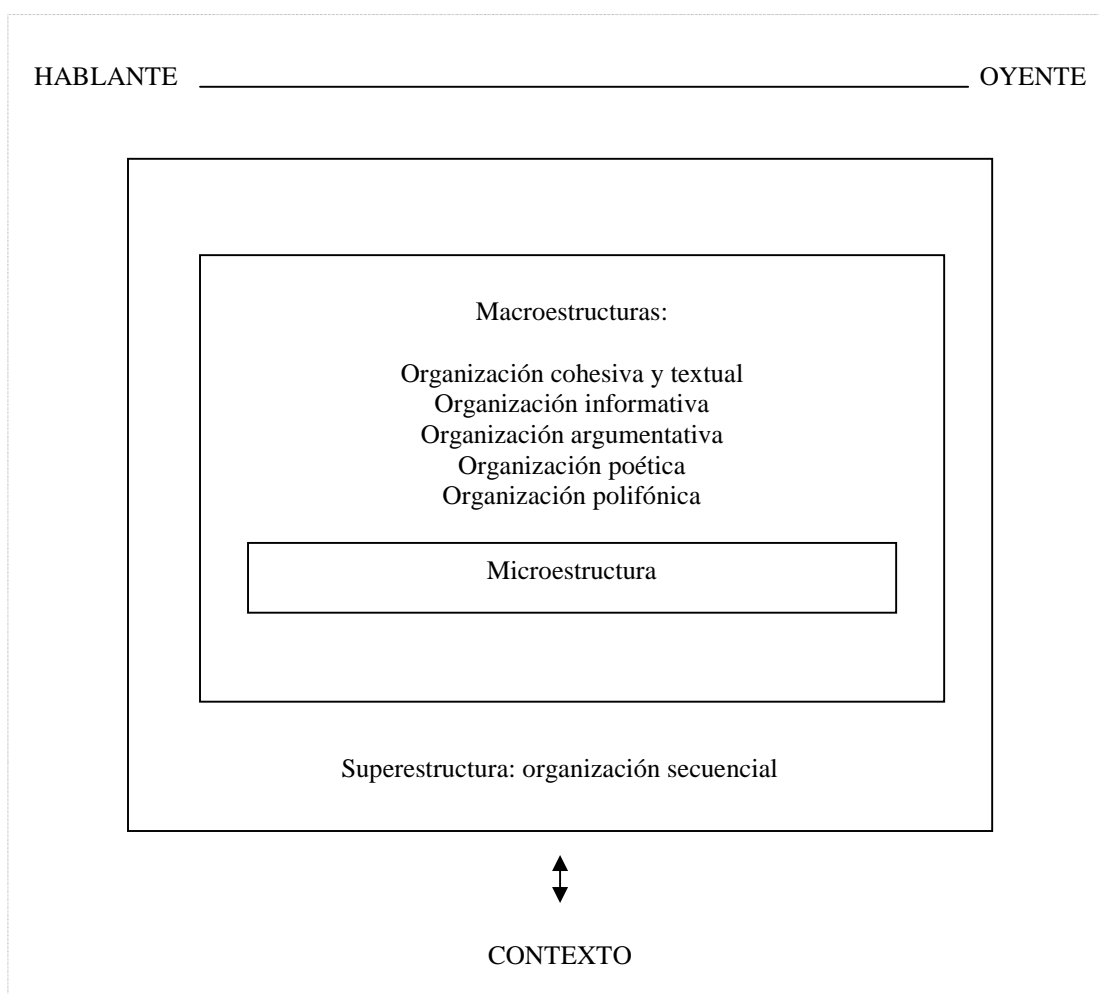 HABLANTE OYENTE
Macroestructuras:
Organización cohesiva y textual
Organización informativa
Organización argumentativa
Organización poética
Organización polifónica
Microestructura
Superestructura: organización secuencial
CONTEXTO